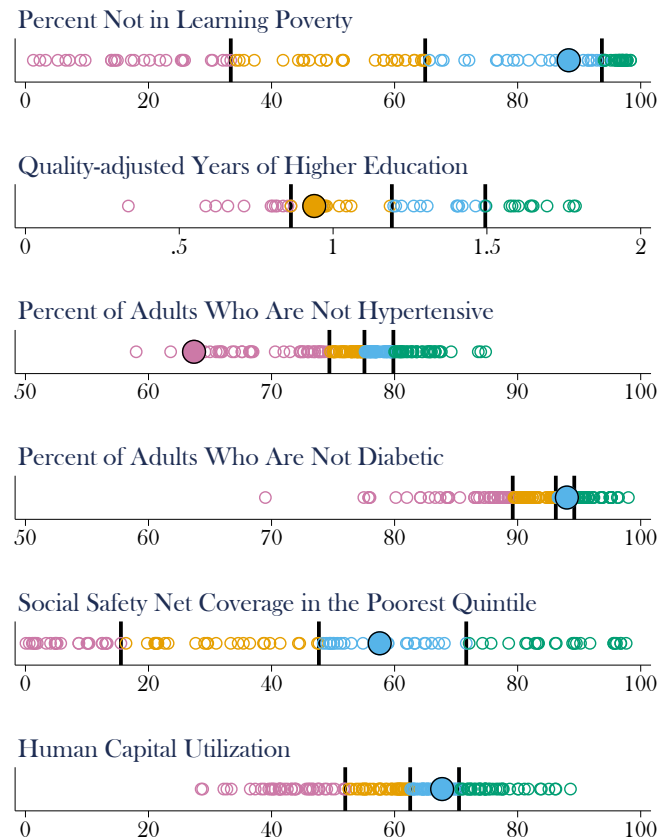 Percent Not in Learning Poverty
0 20 40 60 80 100
Quality-adjusted Years of Higher Education
0 .5 1 1.5 2
Percent of Adults Who Are Not Hypertensive
50 60 70 80 90 100
Percent of Adults Who Are Not Diabetic
50 60 70 80 90 100
Social Safety Net Coverage in the Poorest Quintile
0 20 40 60 80 100
Human Capital Utilization
0 20 40 60 80 100